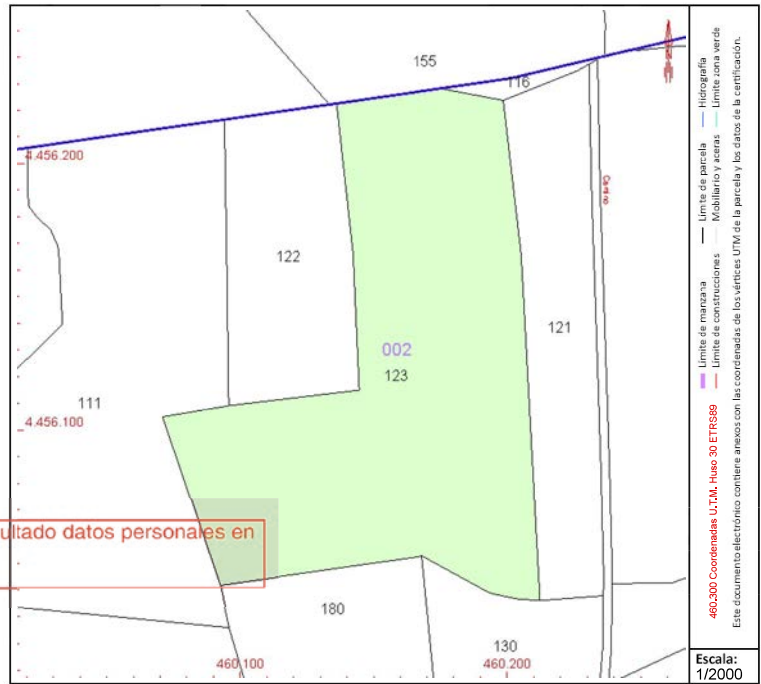 155
116
4.456.200
Camino
122
121
002
123
111
4.456.100
ultado datos personales en
180
130
460.100
460.200
Límite de manzana
Límite de parcela
Hidrografía
Límite de construcciones
Mobiliario y aceras
Límite zona verde
460.300 Coordenadas U.T.M. Huso 30 ETRS89
Este documento electrónico contiene anexos con las coordenadas de los vértices UTM de la parcela y los datos de la certificación.
Escala:
1/2000